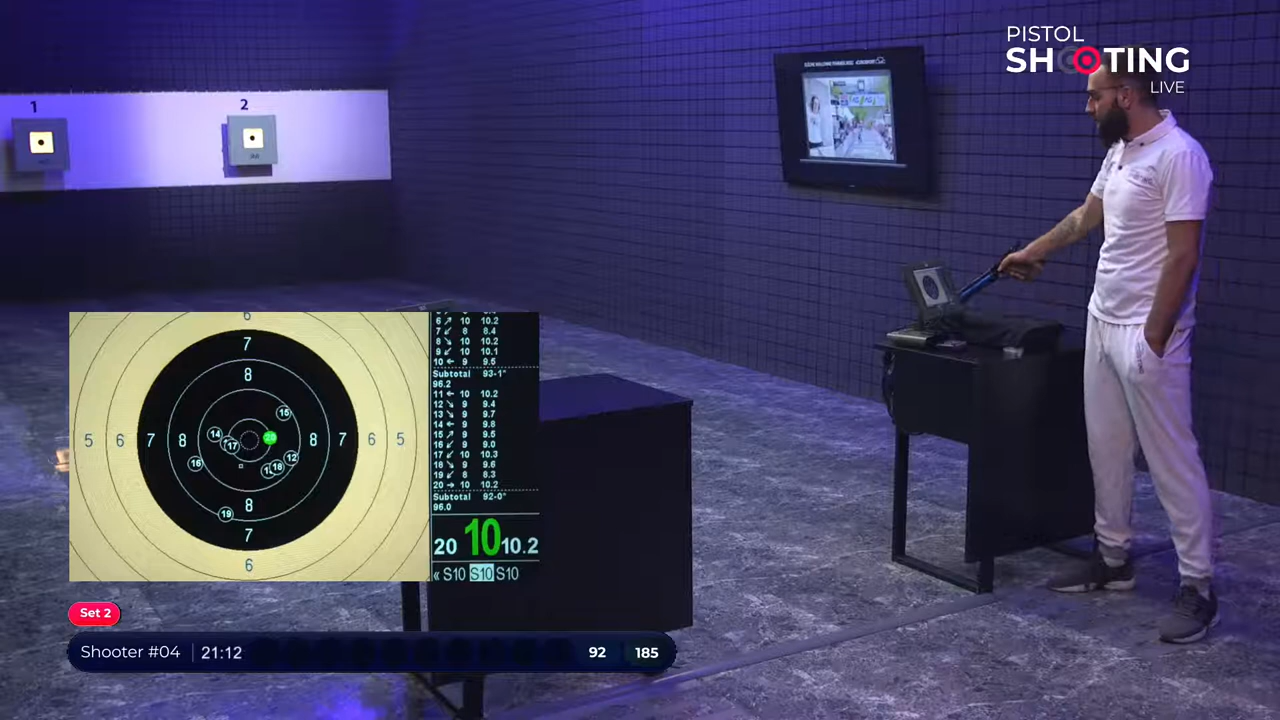 PISTOL
SHOOTING
LIVE
1
2
6
7
8
5 6 7 8 8 7 6 5
15
14
20
17
12
18
16
19
8
7
6
6 ↗ 10 10.2
7 ↙ 8 8.4
8 ↘ 10 10.2
9 ↙ 10 10.1
10 ← 9 9.5
Subtotal 93-1*
96.2
11 ← 10 10.2
12 ↘ 9 9.4
13 ↘ 9 9.7
14 ← 9 9.8
15 ↗ 9 9.5
16 ↙ 9 9.0
17 ↙ 10 10.3
18 ↘ 9 9.6
19 ↙ 8 8.3
20 → 10 10.2
Subtotal 92-0*
96.0
20 10 10.2
« S10 S10 S10
Set 2
Shooter #04 21:12 92 185